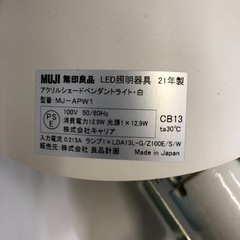 MUJI 無印良品 LED照明器具 21年製
アクリルシェードペンダントライト・白
型番: MJ-APW1
PS
E
100V 50/60Hz
消費電力12.9W 光源1×12.9W
株式会社キャリア
CB13
ta30℃
入力電流 0.215A ランプ1×LDA13L-G/Z100E/S/W
販売元 株式会社 良品計画 Made in Japan